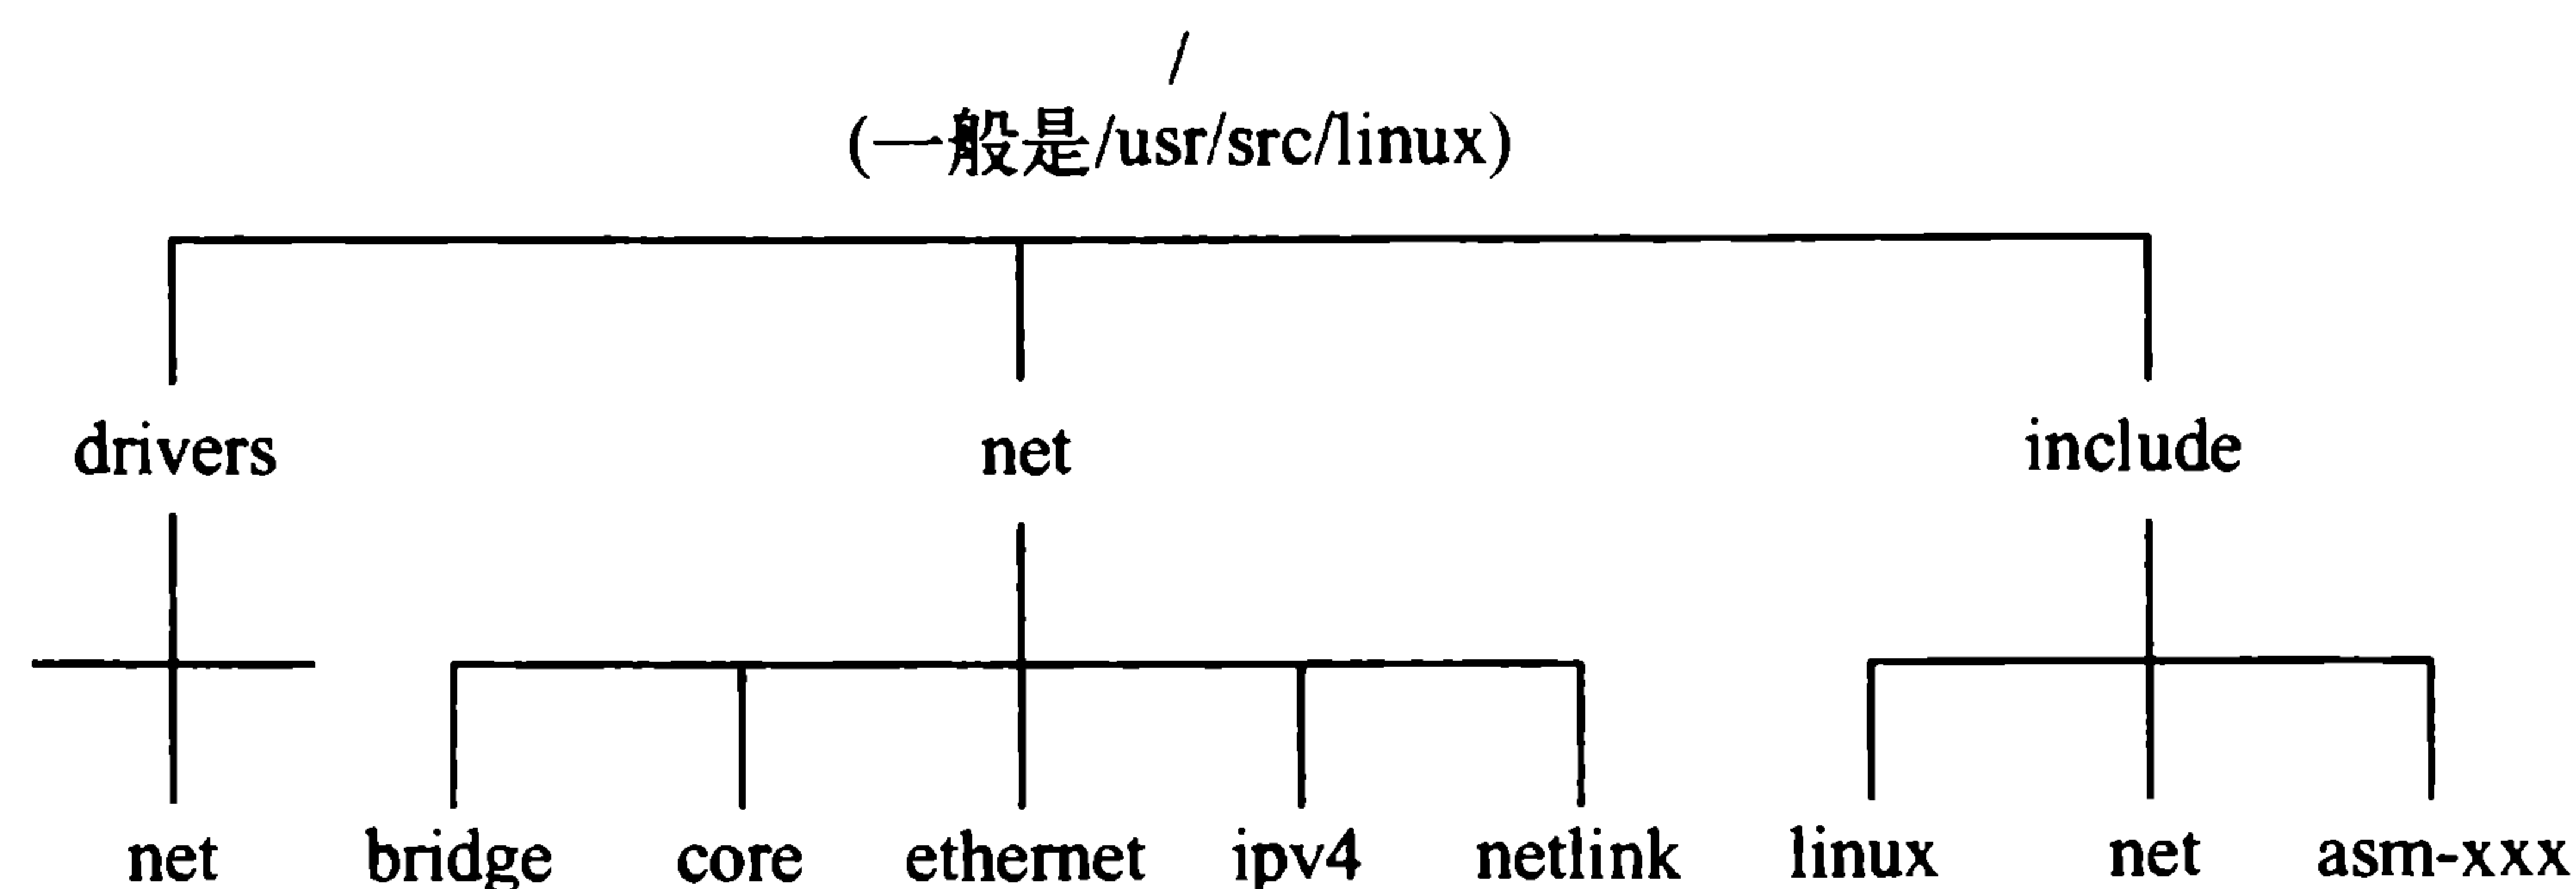 /
(一般是/usr/src/linux)
drivers net include
net bridge core ethernet ipv4 netlink linux net asm-xxx